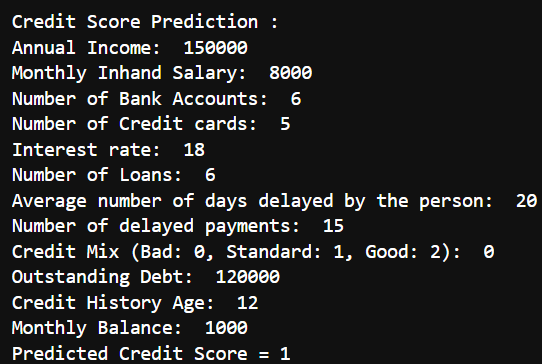 Credit Score Prediction :
Annual Income:  150000
Monthly Inhand Salary:  8000
Number of Bank Accounts:  6
Number of Credit cards:  5
Interest rate:  18
Number of Loans:  6
Average number of days delayed by the person:  20
Number of delayed payments:  15
Credit Mix (Bad: 0, Standard: 1, Good: 2):  0
Outstanding Debt:  120000
Credit History Age:  12
Monthly Balance:  1000
Predicted Credit Score = 1